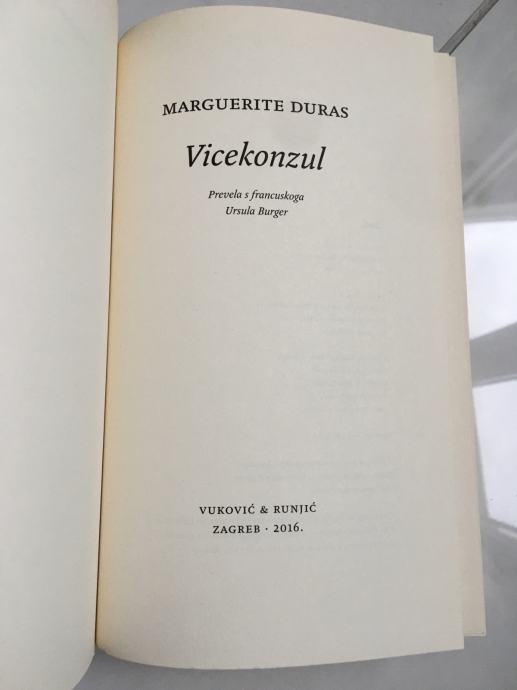 MARGUERITE DURAS
Vicekonzul
Prevela s francuskoga
Ursula Burger
VUKOVIĆ & RUNJIĆ
ZAGREB · 2016.